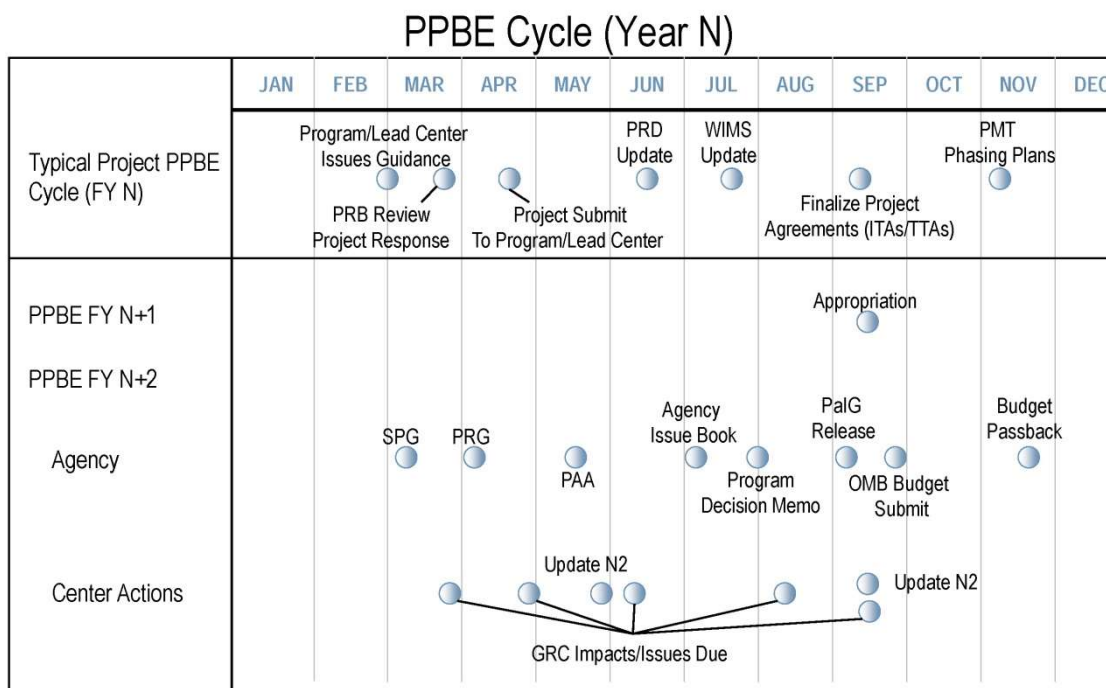 PPBE Cycle (Year N)
JAN FEB MAR APR MAY JUN JUL AUG SEP OCT NOV DEC
Typical Project PPBE
Cycle (FY N)
Program/Lead Center
Issues Guidance
PRB Review
Project Response
Project Submit
To Program/Lead Center
PRD
Update
WIMS
Update
Finalize Project
Agreements (ITAs/TTAs)
PMT
Phasing Plans
PPBE FY N+1
Appropriation
PPBE FY N+2
Agency
SPG
PRG
PAA
Agency
Issue Book
Program
Decision Memo
PalG
Release
OMB Budget
Submit
Budget
Passback
Center Actions
Update N2
Update N2
GRC Impacts/Issues Due